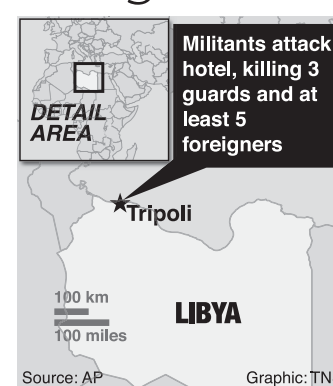 DETAIL
AREA
Militants attack
hotel, killing 3
guards and at
least 5
foreigners
Tripoli
100 km
100 miles
LIBYA
Source: AP
Graphic: TN